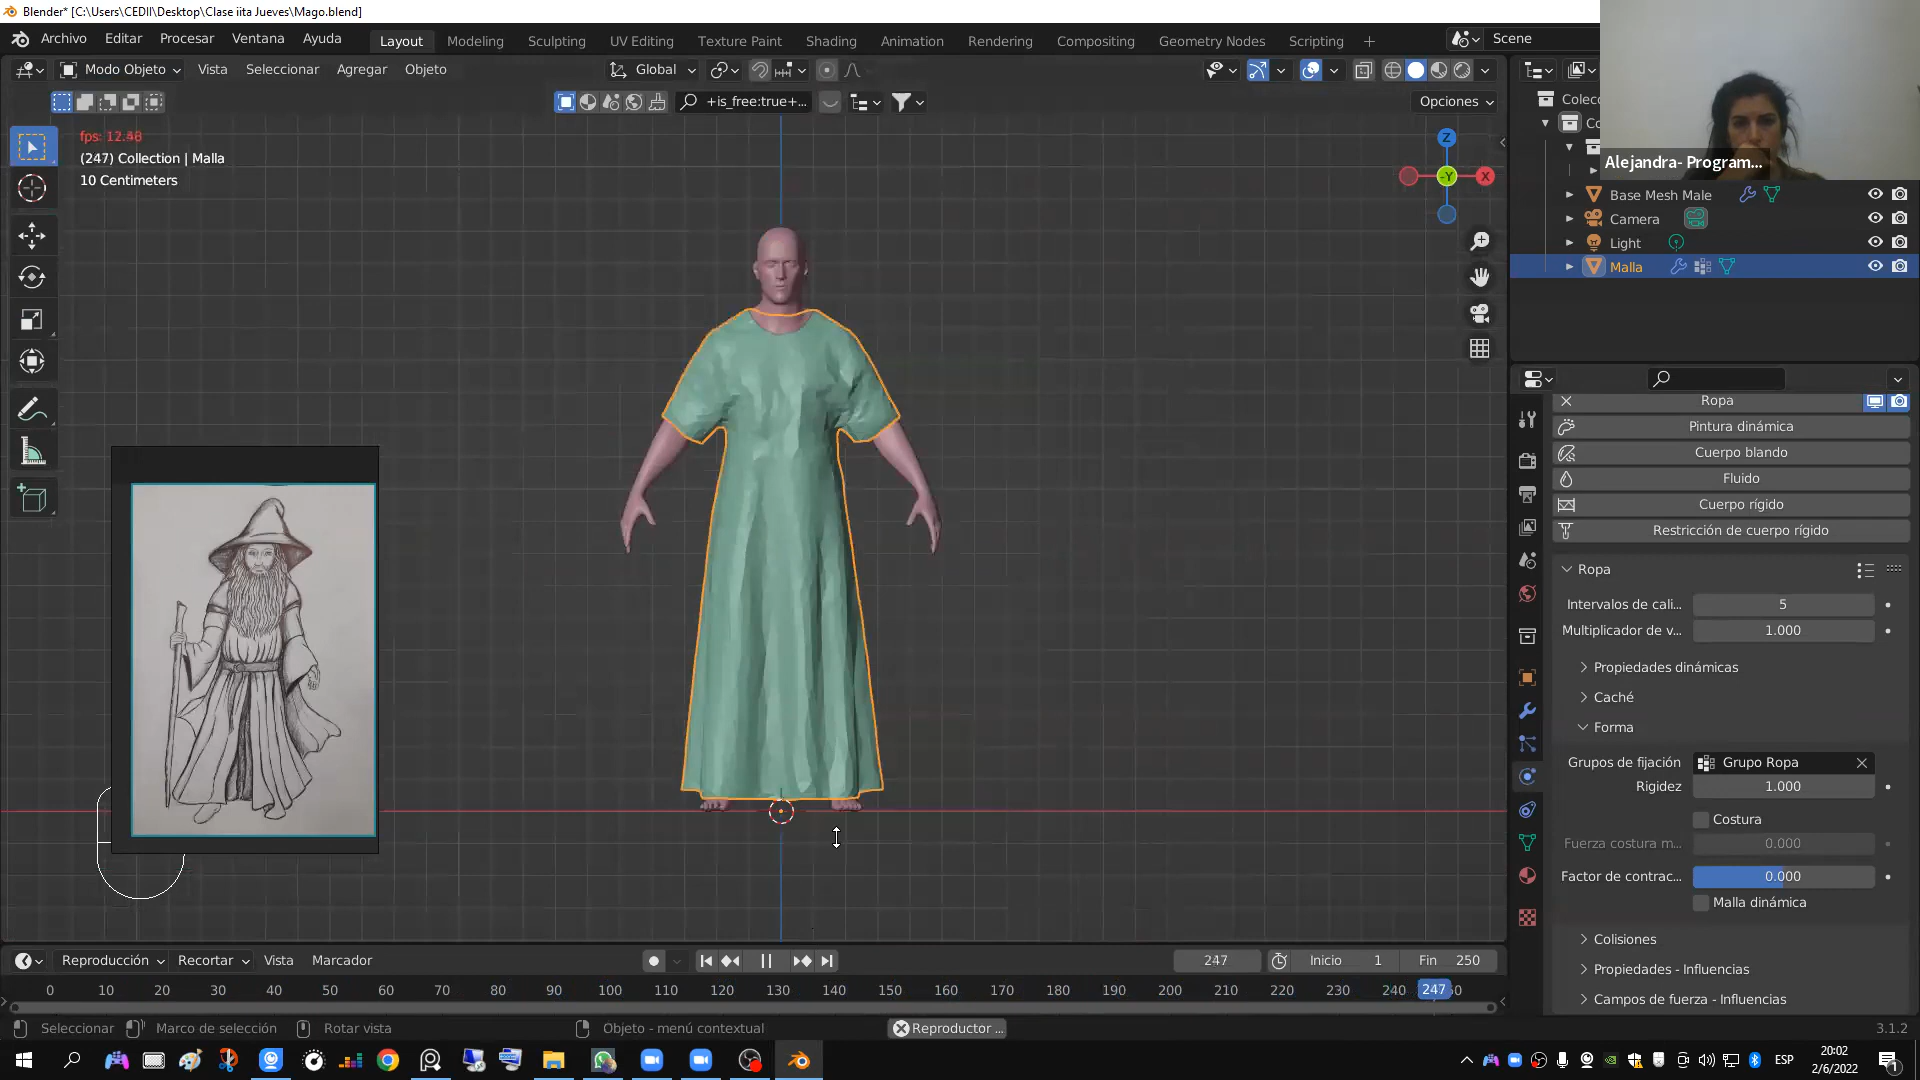 Blender* [C:\Users\CEDII\Desktop\Clase iita Jueves\Mago.blend]
Archivo Editar Procesar Ventana Ayuda Layout Modeling Sculpting UV Editing Texture Paint Shading Animation Rendering Compositing Geometry Nodes Scripting + Scene
Modo Objeto Vista Seleccionar Agregar Objeto Global
+is_free:true+... Opciones
fps: 12.48
(247) Collection | Malla
10 Centimeters
Z
-Y X
Alejandra- Program...
Base Mesh Male
Camera
Light
Malla
Ropa
Pintura dinámica
Cuerpo blando
Fluido
Cuerpo rígido
Restricción de cuerpo rígido
Ropa
Intervalos de cali... 5
Multiplicador de v... 1.000
Propiedades dinámicas
Caché
Forma
Grupos de fijación Grupo Ropa
Rigidez 1.000
Costura
Fuerza costura m... 0.000
Factor de contrac... 0.000
Malla dinámica
Colisiones
Propiedades - Influencias
Campos de fuerza - Influencias
Reproducción Recortar Vista Marcador 247 Inicio 1 Fin 250
0 10 20 30 40 50 60 70 80 90 100 110 120 130 140 150 160 170 180 190 200 210 220 230 240 247
Seleccionar Marco de selección Rotar vista Objeto - menú contextual Reproductor ... 3.1.2
ESP 20:02
2/6/2022